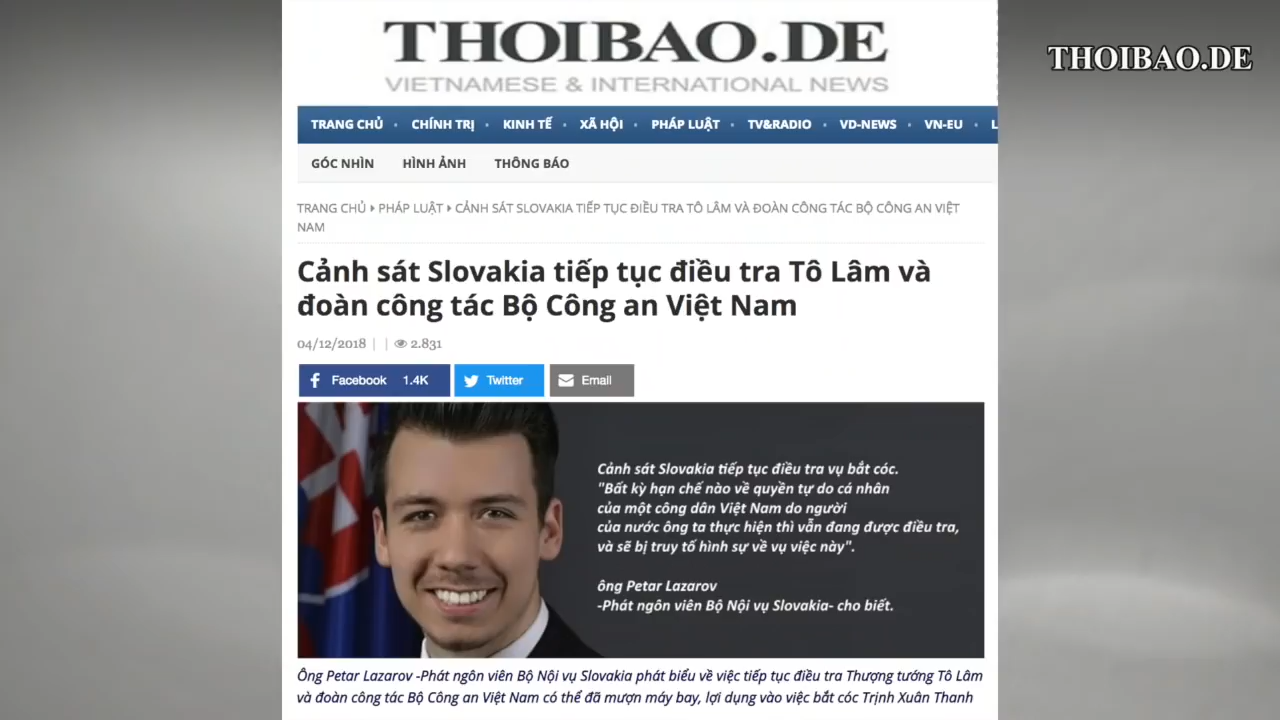 THOIBAO.DE
VIETNAMESE & INTERNATIONAL NEWS
THOIBAO.DE
TRANG CHỦ • CHÍNH TRỊ • KINH TẾ • XÃ HỘI • PHÁP LUẬT • TV&RADIO • VD-NEWS • VN-EU • L
GÓC NHÌN HÌNH ẢNH THÔNG BÁO
TRANG CHỦ PHÁP LUẬT CẢNH SÁT SLOVAKIA TIẾP TỤC ĐIỀU TRA TÔ LÂM VÀ ĐOÀN CÔNG TÁC BỘ CÔNG AN VIỆT
NAM
Cảnh sát Slovakia tiếp tục điều tra Tô Lâm và
đoàn công tác Bộ Công an Việt Nam
04/12/2018 | | 2.831
Facebook 1.4K Twitter Email
Cảnh sát Slovakia tiếp tục điều tra vụ bắt cóc.
"Bất kỳ hạn chế nào về quyền tự do cá nhân
của một công dân Việt Nam do người
của nước ông ta thực hiện thì vẫn đang được điều tra,
và sẽ bị truy tố hình sự về vụ việc này".
ông Petar Lazarov
-Phát ngôn viên Bộ Nội vụ Slovakia- cho biết.
Ông Petar Lazarov -Phát ngôn viên Bộ Nội vụ Slovakia phát biểu về việc tiếp tục điều tra Thượng tướng Tô Lâm
và đoàn công tác Bộ Công an Việt Nam có thể đã mượn máy bay, lợi dụng vào việc bắt cóc Trịnh Xuân Thanh